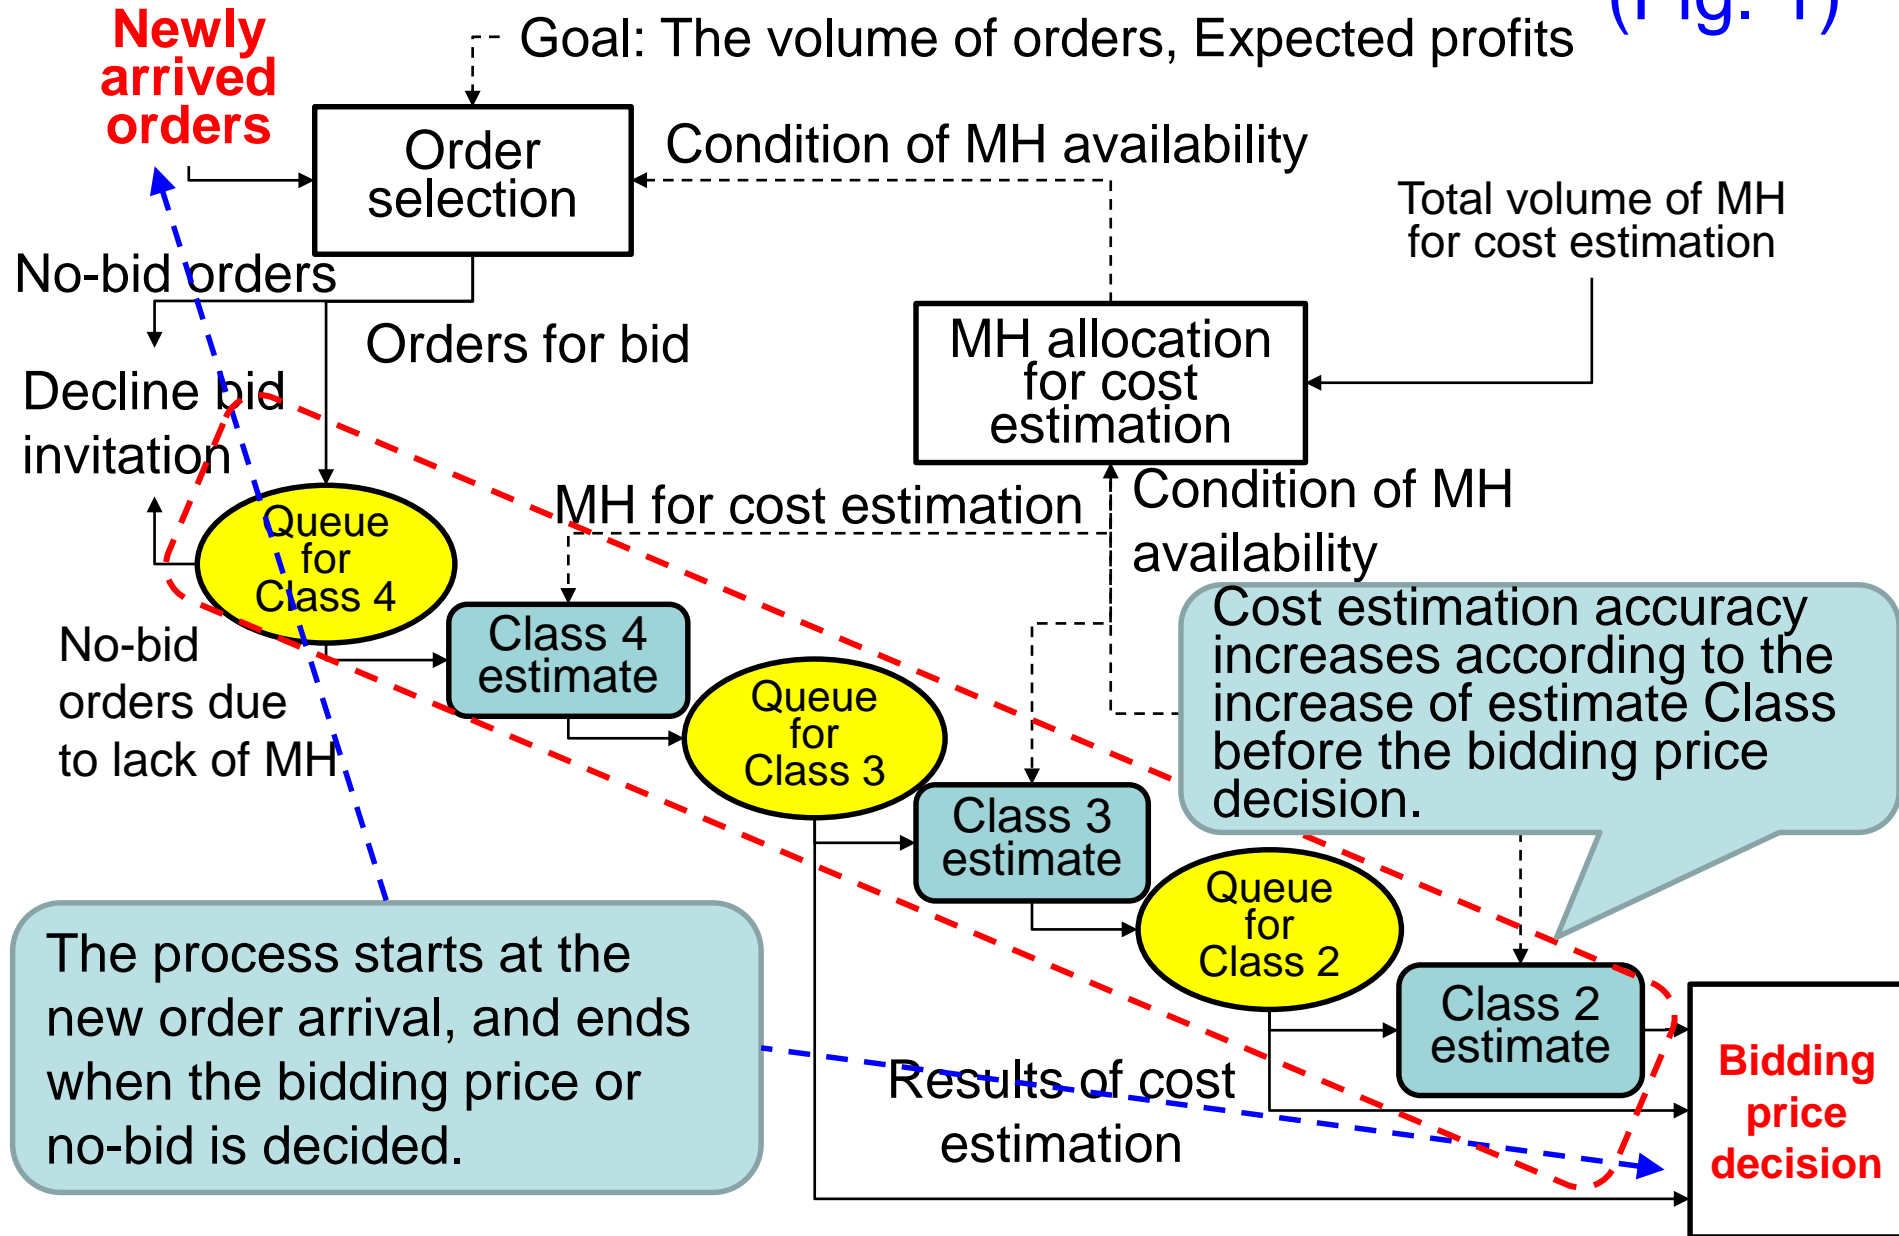 (Fig. 1)
Newly
arrived
orders
Goal: The volume of orders, Expected profits
Order
selection
Condition of MH availability
Total volume of MH
for cost estimation
No-bid orders
Orders for bid
MH allocation
for cost
estimation
Decline bid
invitation
Queue
for
Class 4
MH for cost estimation
Condition of MH
availability
No-bid
orders due
to lack of MH
Class 4
estimate
Queue
for
Class 3
Cost estimation accuracy
increases according to the
increase of estimate Class
before the bidding price
decision.
Class 3
estimate
Queue
for
Class 2
Class 2
estimate
The process starts at the
new order arrival, and ends
when the bidding price or
no-bid is decided.
Results of cost
estimation
Bidding
price
decision